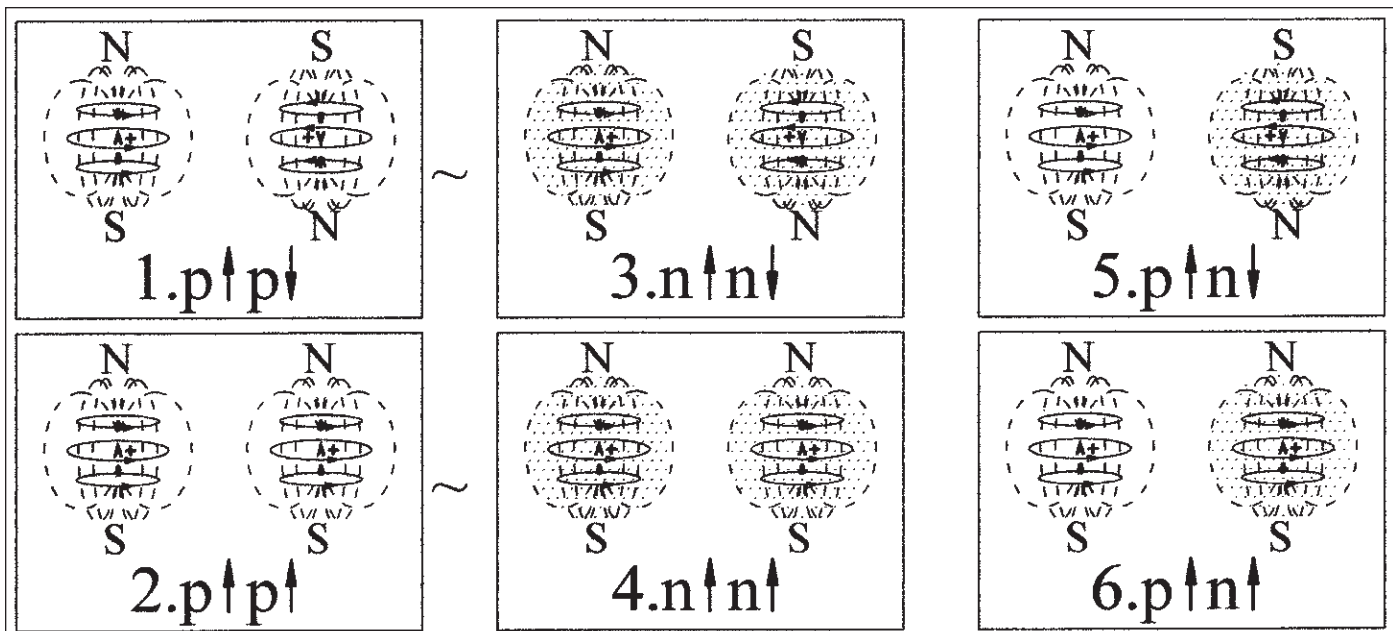 N S
A+ +V
S N
1.p↑p↓
~
N S
A+ +V
S N
3.n↑n↓
N S
A+ +V
S N
5.p↑n↓
N N
A+ A+
S S
2.p↑p↑
~
N N
A+ A+
S S
4.n↑n↑
N N
A+ A+
S S
6.p↑n↑